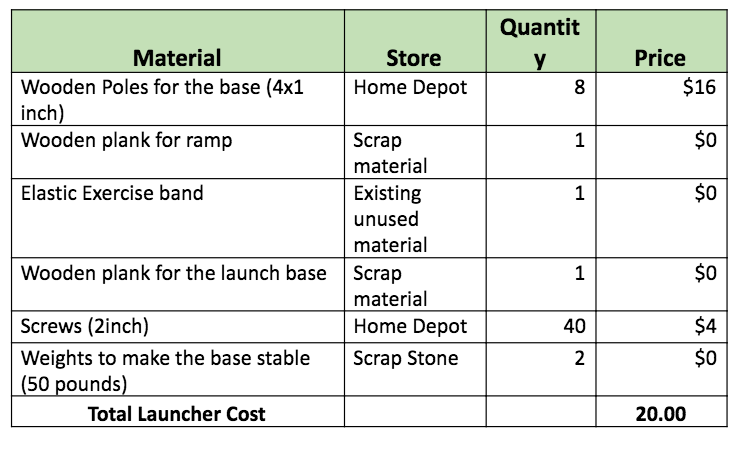 Material Store Quantit
y Price
Wooden Poles for the base (4x1
inch) Home Depot 8 $16
Wooden plank for ramp Scrap
material 1 $0
Elastic Exercise band Existing
unused
material 1 $0
Wooden plank for the launch base Scrap
material 1 $0
Screws (2inch) Home Depot 40 $4
Weights to make the base stable
(50 pounds) Scrap Stone 2 $0
Total Launcher Cost 20.00